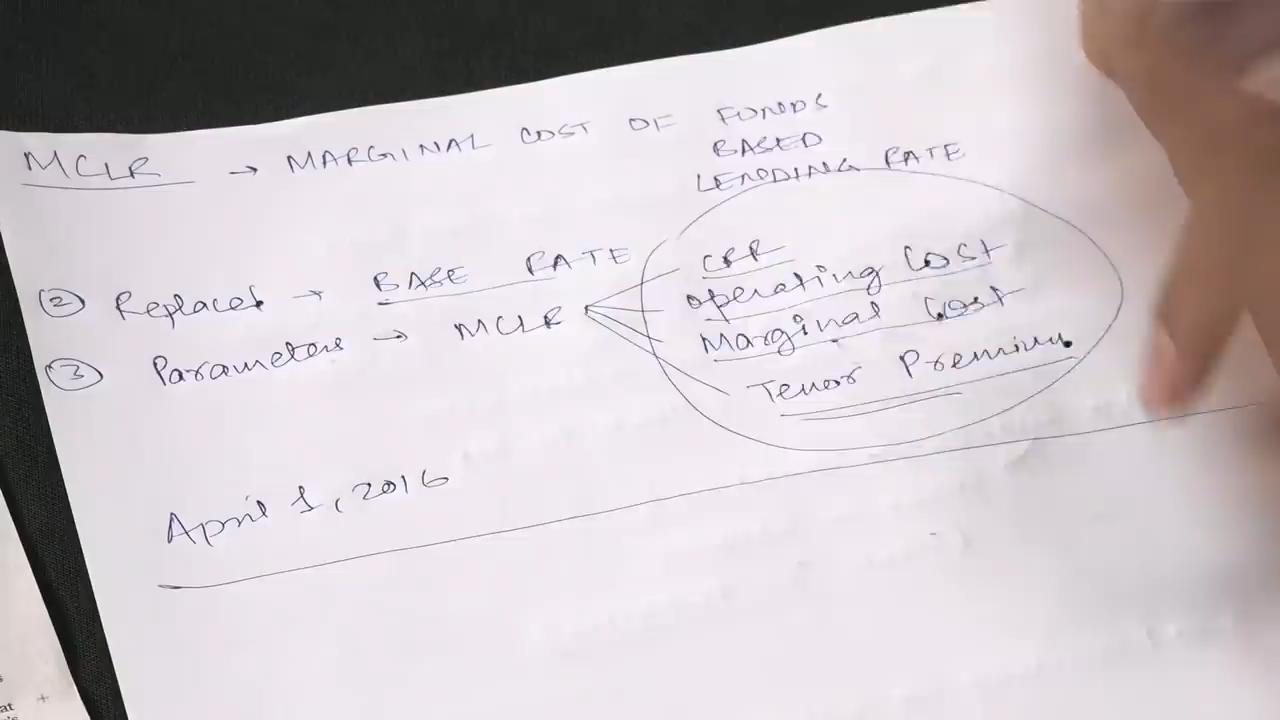 MCLR → MARGINAL COST OF FUNDS
BASED
LENDING RATE
② Replaced → BASE RATE
③ Parameters → MCLR
CRR
Operating Cost
Marginal Cost
Tenor Premium
April 1, 2016
at